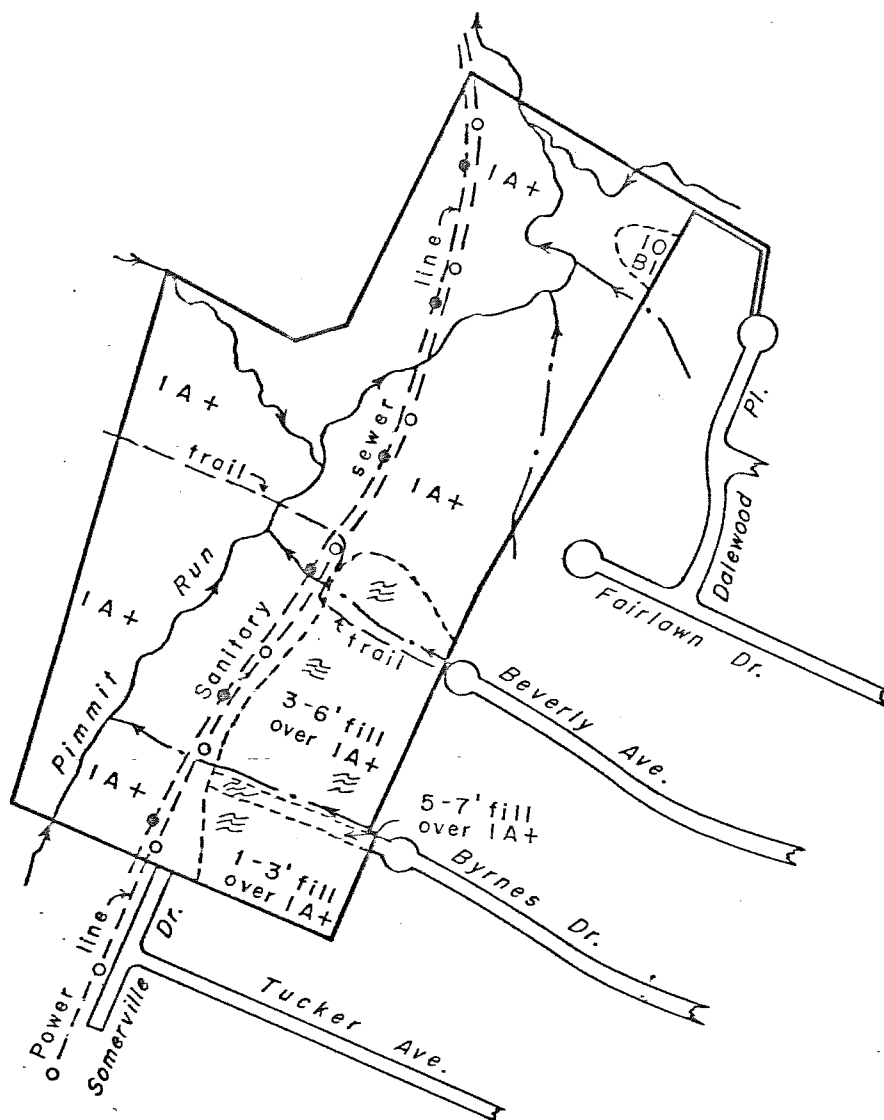 1A+
10
B1
line
1A+
Pl.
trail
sewer
1A+
Dalewood
Fairlawn Dr.
Run
1A+
trail
Sanitary
Beverly Ave.
3-6' fill
over 1A+
Pimmit
1A+
5-7' fill
over 1A+
1-3' fill
over 1A+
Byrnes Dr.
line
Dr.
Power
Somerville
Tucker Ave.